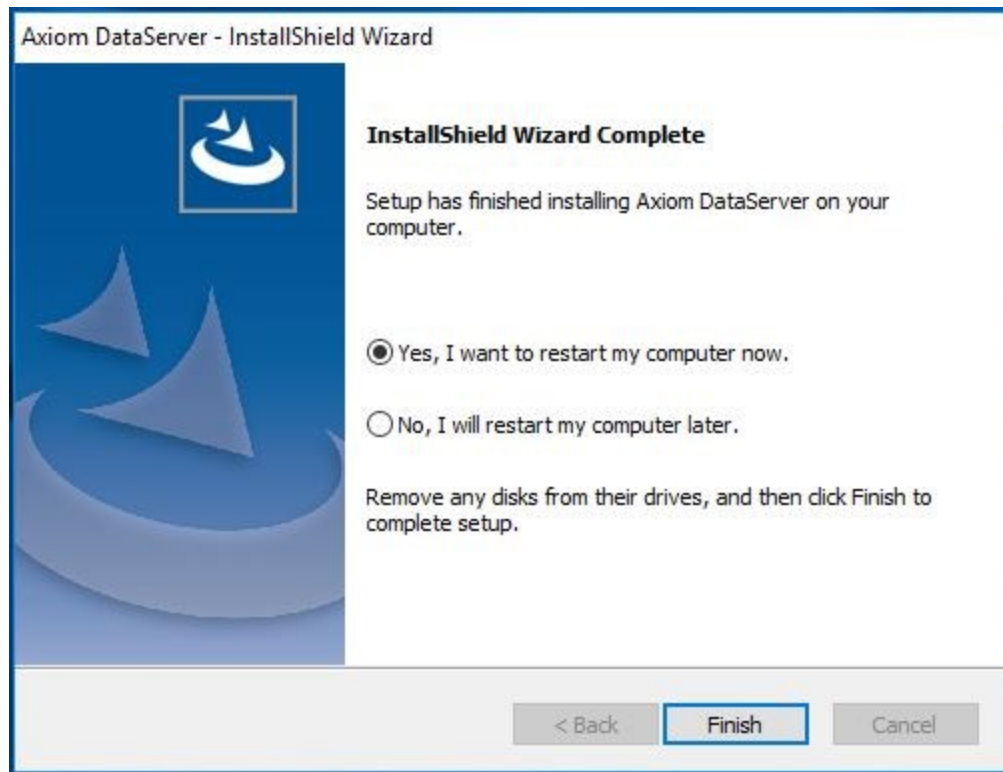 Axiom DataServer - InstallShield Wizard
InstallShield Wizard Complete
Setup has finished installing Axiom DataServer on your
computer.
Yes, I want to restart my computer now.
No, I will restart my computer later.
Remove any disks from their drives, and then click Finish to
complete setup.
< Back Finish Cancel